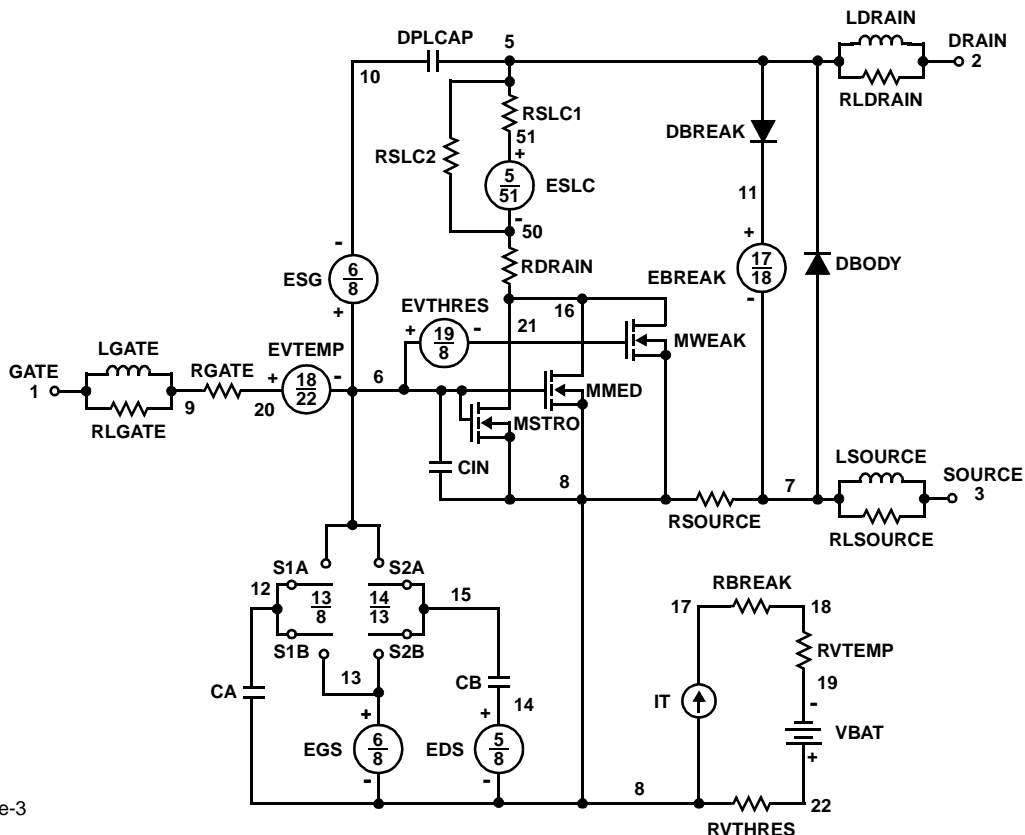 LDRAIN
DPLCAP 5 DRAIN
10 2
RSLC1 RLDRAIN
51 DBREAK
RSLC2 +
5
51
ESLC
11
-
50
- +
RDRAIN
ESG 6
8
EBREAK 17
18
DBODY
+ EVTHRES 16 -
+ 19
8
- 21
MWEAK
LGATE EVTEMP
GATE RGATE + 18
22
- 6
1 MMED
9 20
RLGATE MSTRO
CIN LSOURCE
8 7 SOURCE
3
RSOURCE
RLSOURCE
S1A S2A
12 13
8
14
13
15 RBREAK
17 18
S1B S2B RVTEMP
13 CB 19
CA 14 IT -
+ + VBAT
EGS 6
8
EDS 5
8
+
- - 8 22
e-3
RVTHRES